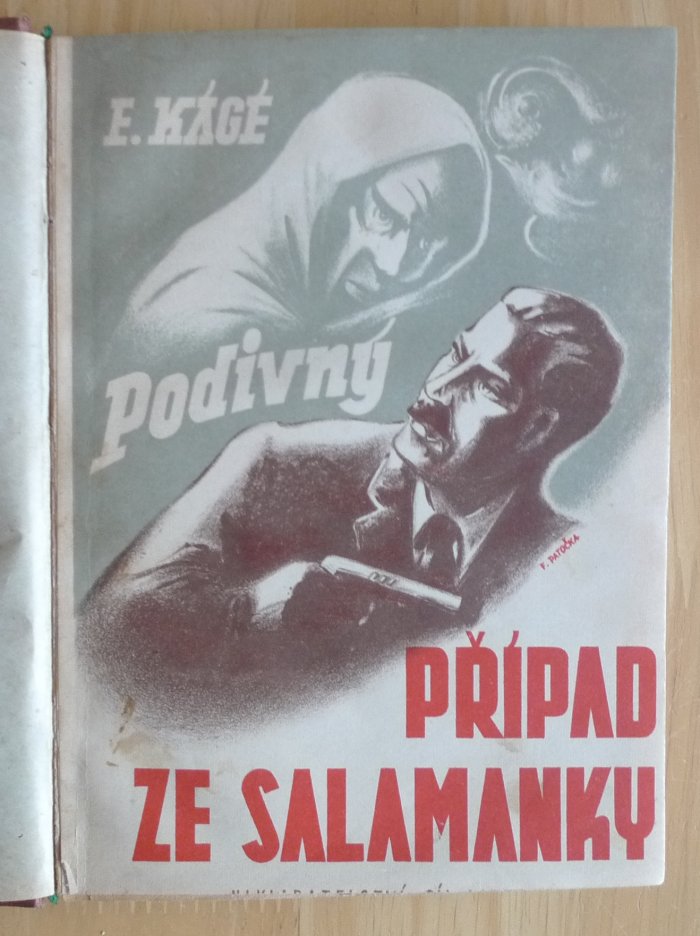 E. KÁGÉ
Podivný
F. PATOČKA
PŘÍPAD
ZE SALAMANKY